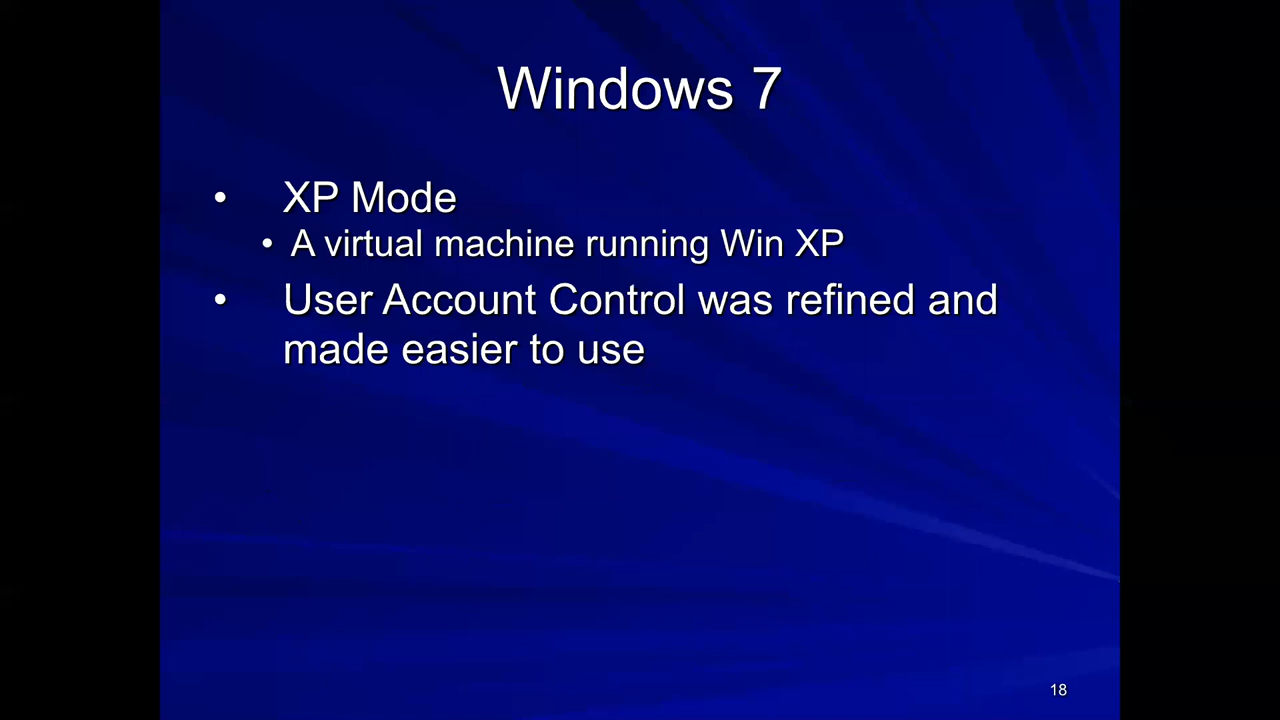 Windows 7
• XP Mode
• A virtual machine running Win XP
• User Account Control was refined and
made easier to use
18